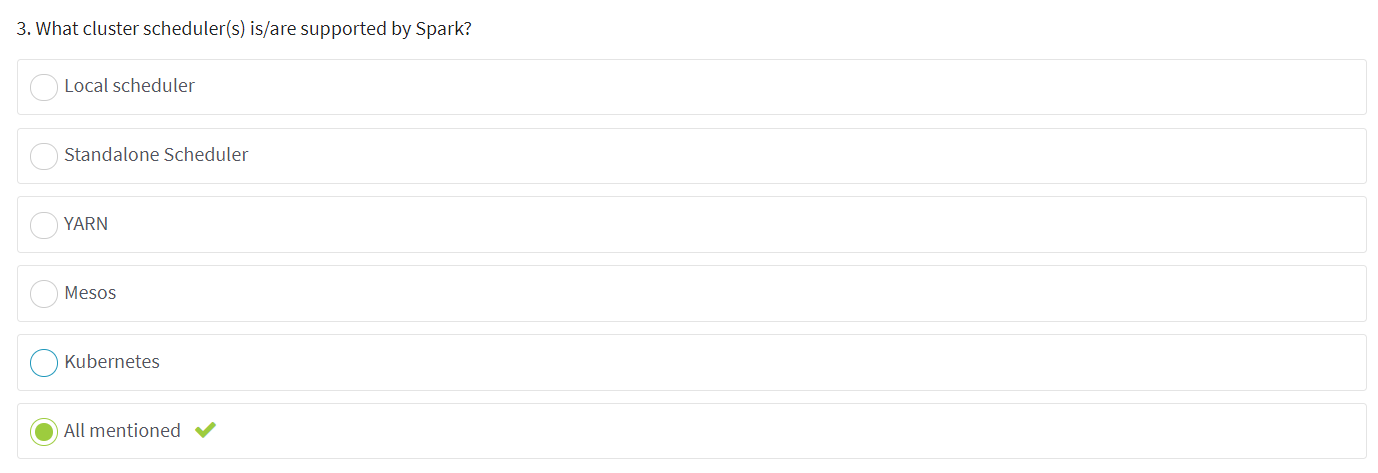 3. What cluster scheduler(s) is/are supported by Spark?
Local scheduler
Standalone Scheduler
YARN
Mesos
Kubernetes
All mentioned